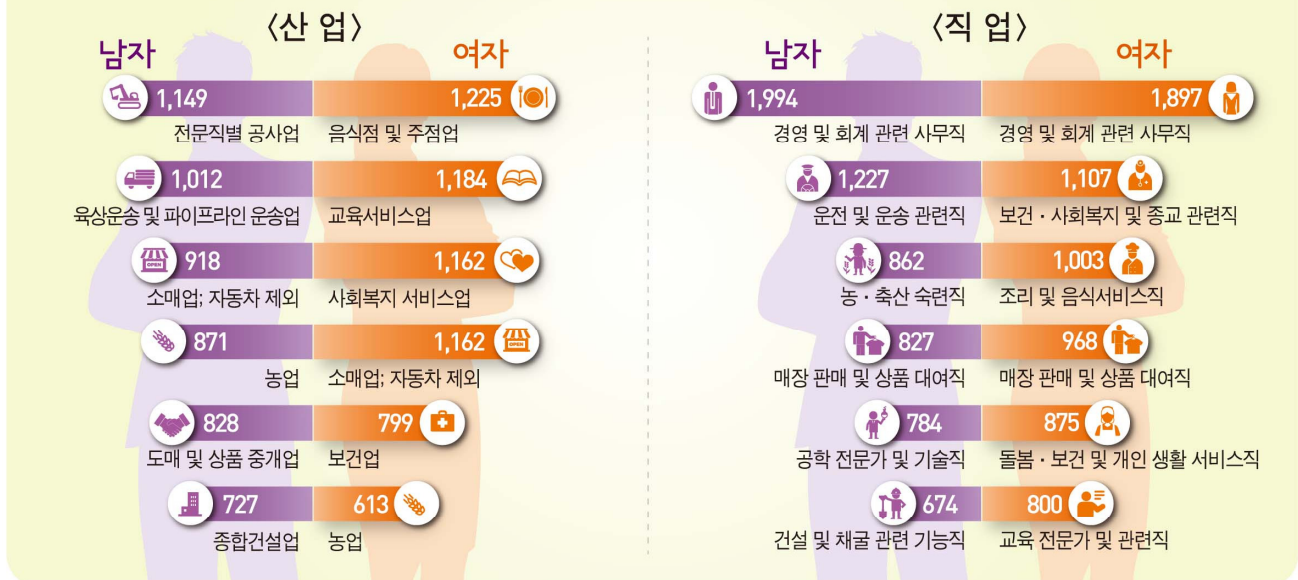 〈산 업〉
남자
여자
1,149
1,225
전문직별 공사업
음식점 및 주점업
1,012
1,184
육상운송 및 파이프라인 운송업
교육서비스업
OPEN
918
1,162
소매업; 자동차 제외
사회복지 서비스업
871
1,162
OPEN
농업
소매업; 자동차 제외
828
799
도매 및 상품 중개업
보건업
727
613
종합건설업
농업
〈직 업〉
남자
여자
1,994
1,897
경영 및 회계 관련 사무직
경영 및 회계 관련 사무직
1,227
1,107
운전 및 운송 관련직
보건 · 사회복지 및 종교 관련직
862
1,003
농 · 축산 숙련직
조리 및 음식서비스직
827
968
매장 판매 및 상품 대여직
매장 판매 및 상품 대여직
784
875
공학 전문가 및 기술직
돌봄 · 보건 및 개인 생활 서비스직
674
800
건설 및 채굴 관련 기능직
교육 전문가 및 관련직